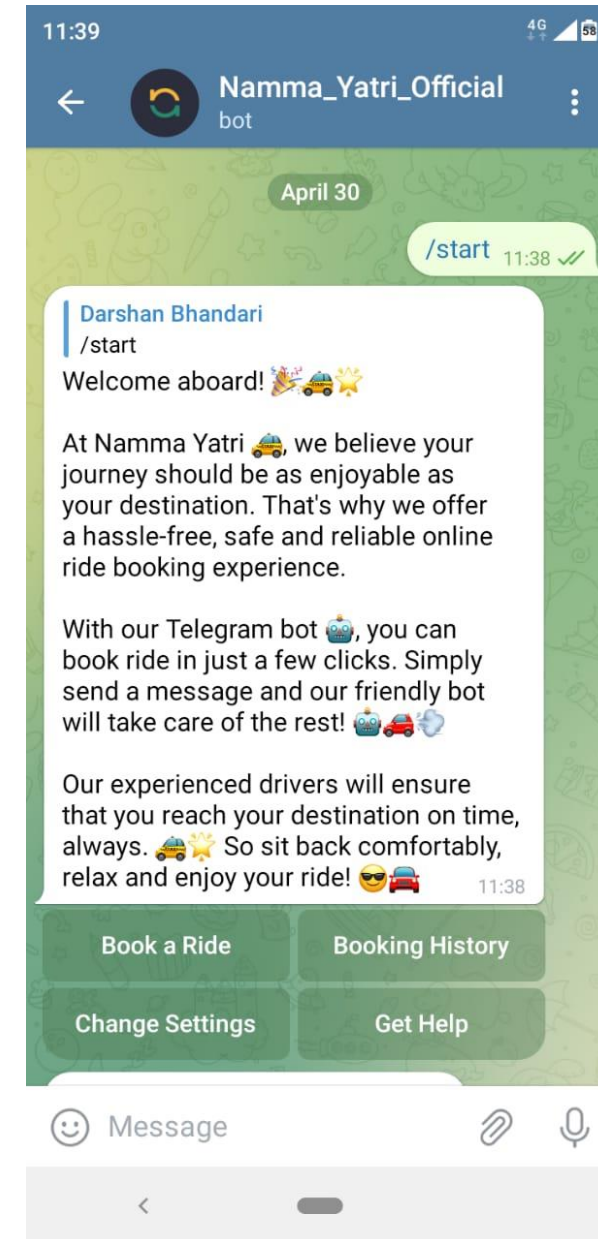 11:39
4G
58
Namma_Yatri_Official
bot
April 30
/start 11:38
Darshan Bhandari
/start
Welcome aboard! 🎉🚕🌟
At Namma Yatri 🚕, we believe your
journey should be as enjoyable as
your destination. That's why we offer
a hassle-free, safe and reliable online
ride booking experience.
With our Telegram bot 🤖, you can
book ride in just a few clicks. Simply
send a message and our friendly bot
will take care of the rest! 🤖🚗💨
Our experienced drivers will ensure
that you reach your destination on time,
always. 🚕🌟 So sit back comfortably,
relax and enjoy your ride! 😎🚘 11:38
Book a Ride
Booking History
Change Settings
Get Help
Message